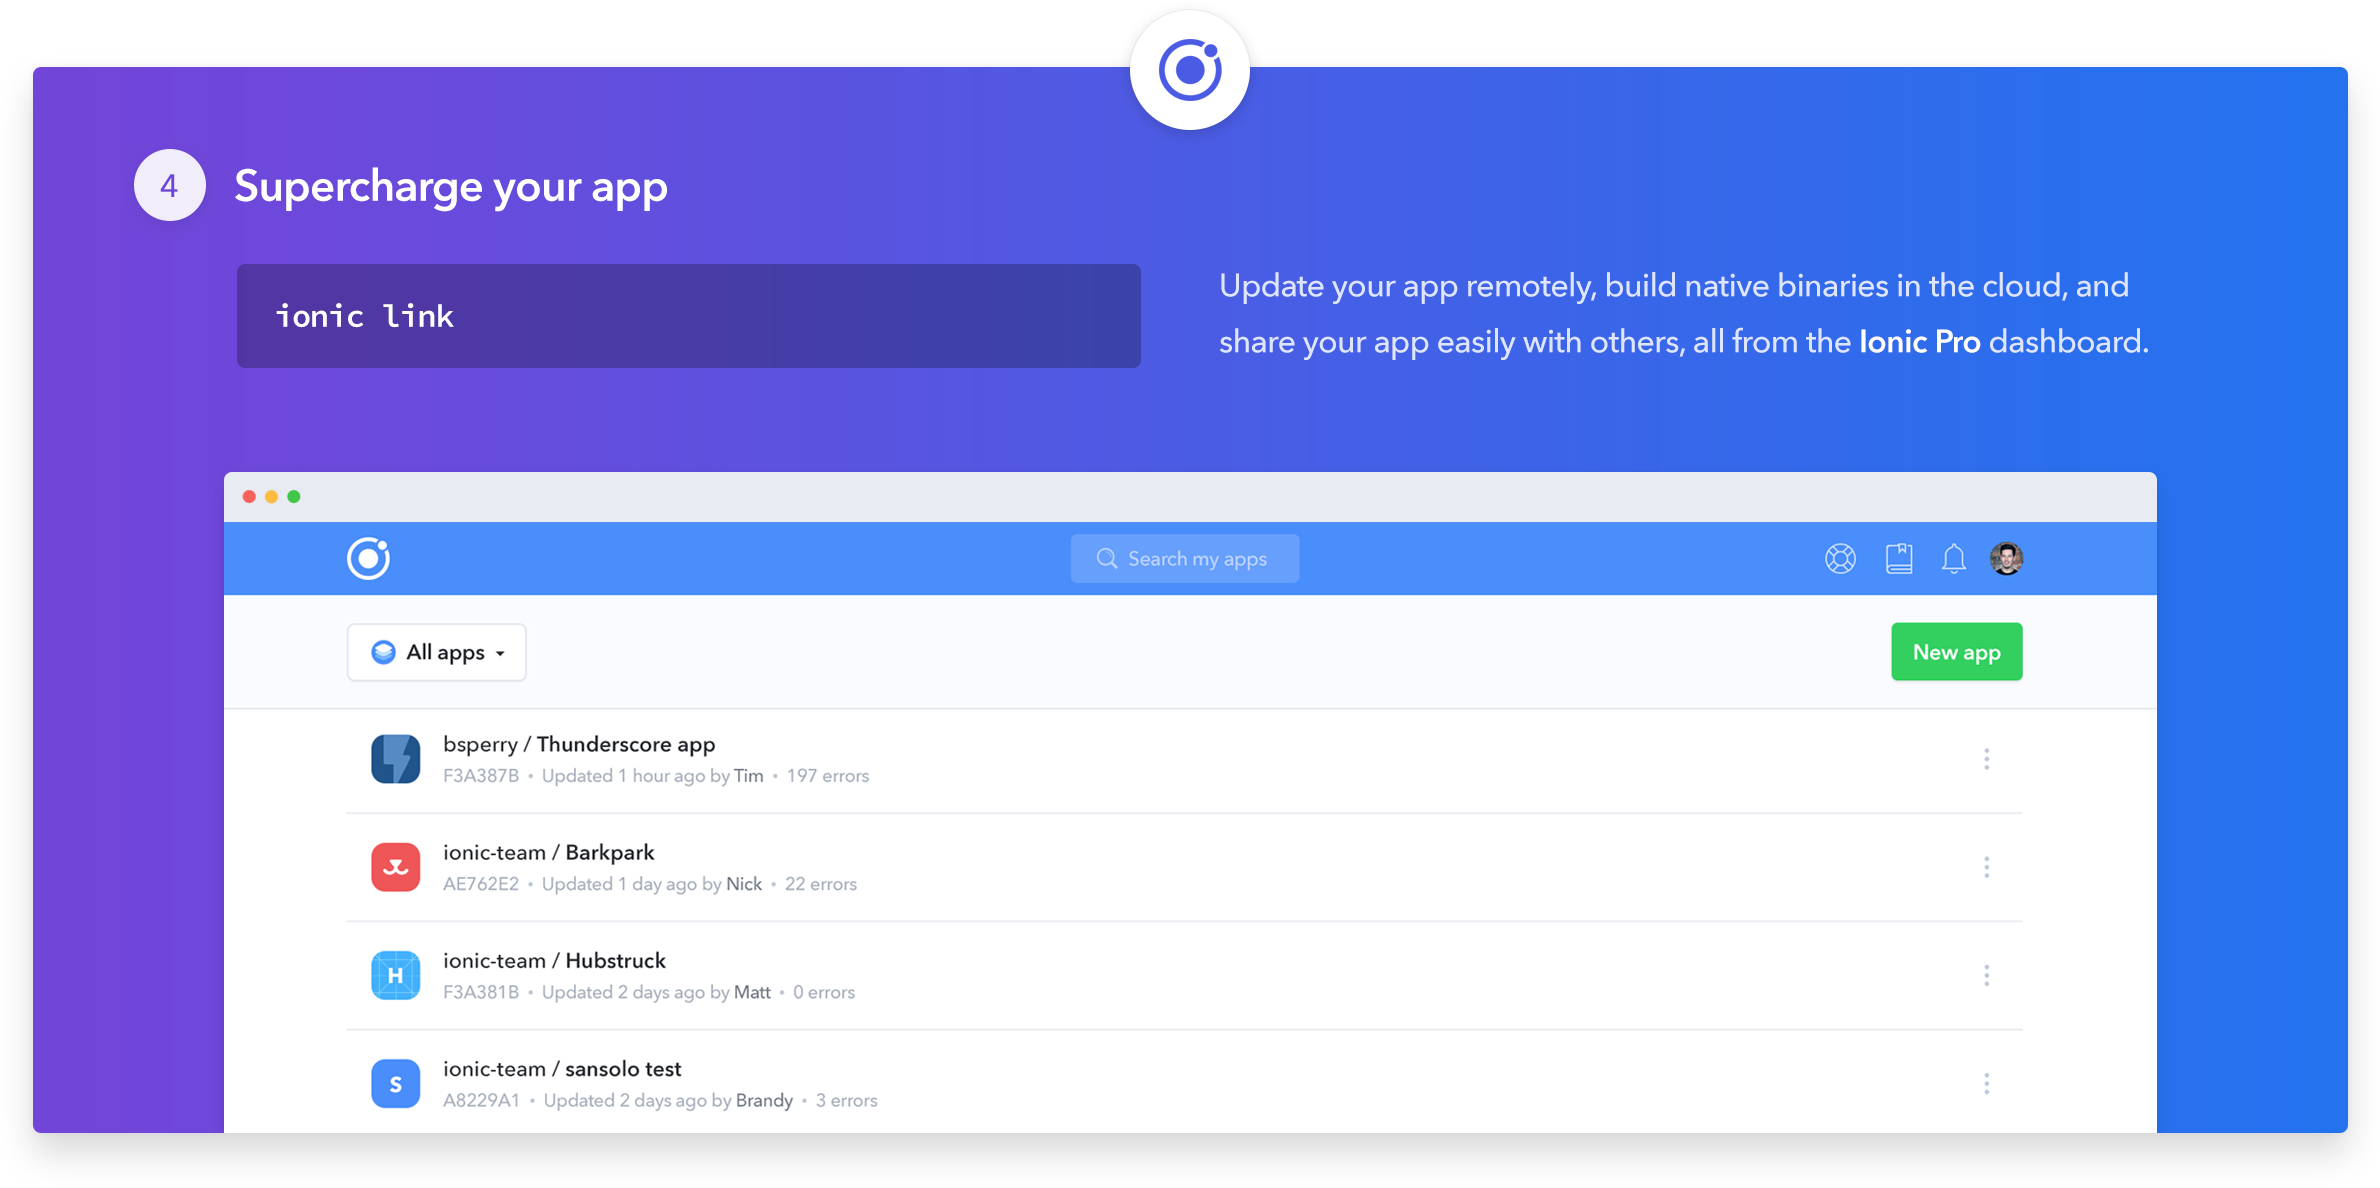 4 Supercharge your app
ionic link
Update your app remotely, build native binaries in the cloud, and
share your app easily with others, all from the Ionic Pro dashboard.
Search my apps
All apps
New app
bsperry / Thunderscore app
F3A387B • Updated 1 hour ago by Tim • 197 errors
ionic-team / Barkpark
AE762E2 • Updated 1 day ago by Nick • 22 errors
H
ionic-team / Hubstruck
F3A381B • Updated 2 days ago by Matt • 0 errors
S
ionic-team / sansolo test
A8229A1 • Updated 2 days ago by Brandy • 3 errors